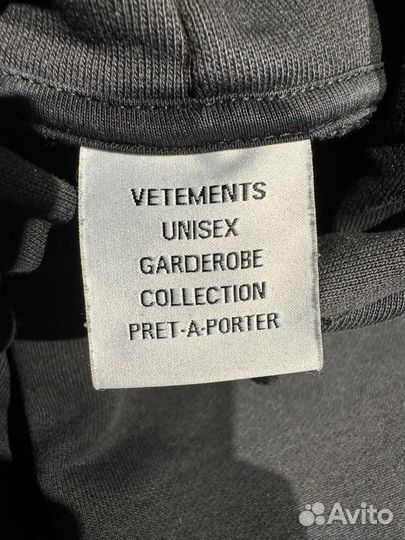 VETEMENTS
UNISEX
GARDEROBE
COLLECTION
PRET-A-PORTER
Avito